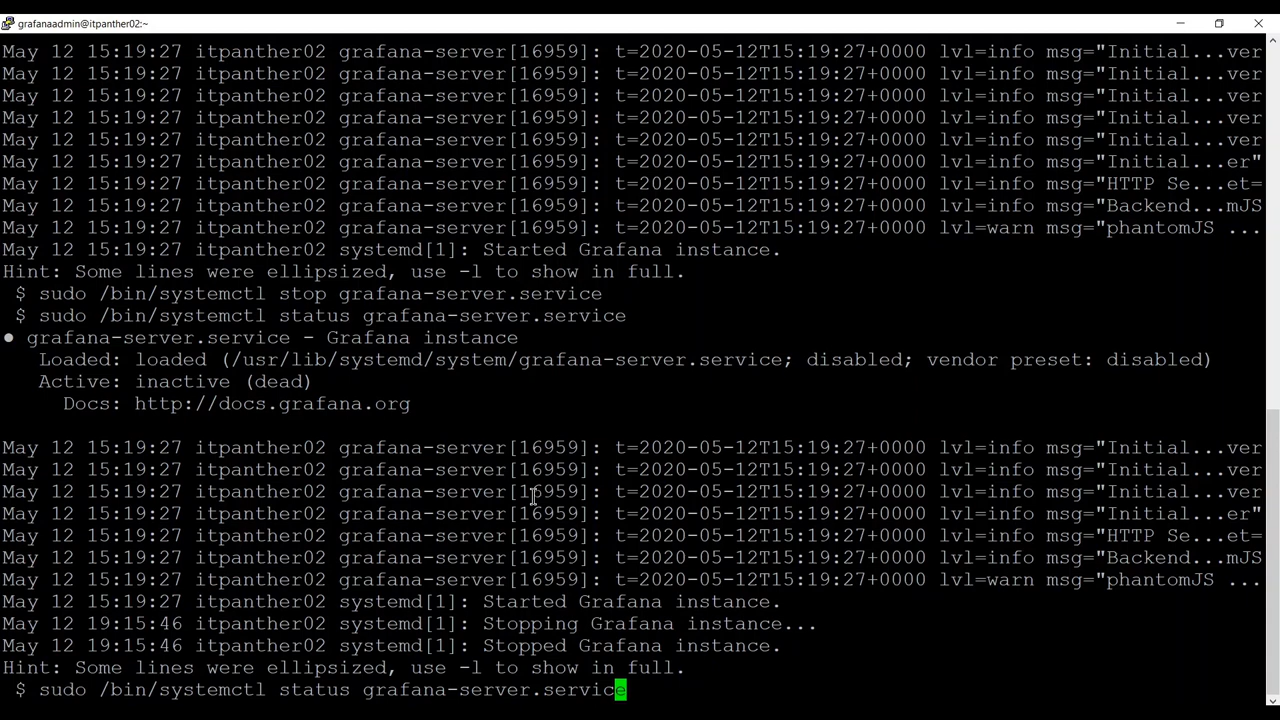 grafanaadmin@itpanther02:~
May 12 15:19:27 itpanther02 grafana-server[16959]: t=2020-05-12T15:19:27+0000 lvl=info msg="Initial...ver
May 12 15:19:27 itpanther02 grafana-server[16959]: t=2020-05-12T15:19:27+0000 lvl=info msg="Initial...ver
May 12 15:19:27 itpanther02 grafana-server[16959]: t=2020-05-12T15:19:27+0000 lvl=info msg="Initial...ver
May 12 15:19:27 itpanther02 grafana-server[16959]: t=2020-05-12T15:19:27+0000 lvl=info msg="Initial...ver
May 12 15:19:27 itpanther02 grafana-server[16959]: t=2020-05-12T15:19:27+0000 lvl=info msg="Initial...ver
May 12 15:19:27 itpanther02 grafana-server[16959]: t=2020-05-12T15:19:27+0000 lvl=info msg="Initial...er"
May 12 15:19:27 itpanther02 grafana-server[16959]: t=2020-05-12T15:19:27+0000 lvl=info msg="HTTP Se...et=
May 12 15:19:27 itpanther02 grafana-server[16959]: t=2020-05-12T15:19:27+0000 lvl=info msg="Backend...mJS
May 12 15:19:27 itpanther02 grafana-server[16959]: t=2020-05-12T15:19:27+0000 lvl=warn msg="phantomJS ...
May 12 15:19:27 itpanther02 systemd[1]: Started Grafana instance.
Hint: Some lines were ellipsized, use -l to show in full.
$ sudo /bin/systemctl stop grafana-server.service
$ sudo /bin/systemctl status grafana-server.service
● grafana-server.service - Grafana instance
Loaded: loaded (/usr/lib/systemd/system/grafana-server.service; disabled; vendor preset: disabled)
Active: inactive (dead)
Docs: http://docs.grafana.org
May 12 15:19:27 itpanther02 grafana-server[16959]: t=2020-05-12T15:19:27+0000 lvl=info msg="Initial...ver
May 12 15:19:27 itpanther02 grafana-server[16959]: t=2020-05-12T15:19:27+0000 lvl=info msg="Initial...ver
May 12 15:19:27 itpanther02 grafana-server[16959]: t=2020-05-12T15:19:27+0000 lvl=info msg="Initial...ver
May 12 15:19:27 itpanther02 grafana-server[16959]: t=2020-05-12T15:19:27+0000 lvl=info msg="Initial...er"
May 12 15:19:27 itpanther02 grafana-server[16959]: t=2020-05-12T15:19:27+0000 lvl=info msg="HTTP Se...et=
May 12 15:19:27 itpanther02 grafana-server[16959]: t=2020-05-12T15:19:27+0000 lvl=info msg="Backend...mJS
May 12 15:19:27 itpanther02 grafana-server[16959]: t=2020-05-12T15:19:27+0000 lvl=warn msg="phantomJS ...
May 12 15:19:27 itpanther02 systemd[1]: Started Grafana instance.
May 12 19:15:46 itpanther02 systemd[1]: Stopping Grafana instance...
May 12 19:15:46 itpanther02 systemd[1]: Stopped Grafana instance.
Hint: Some lines were ellipsized, use -l to show in full.
$ sudo /bin/systemctl status grafana-server.service